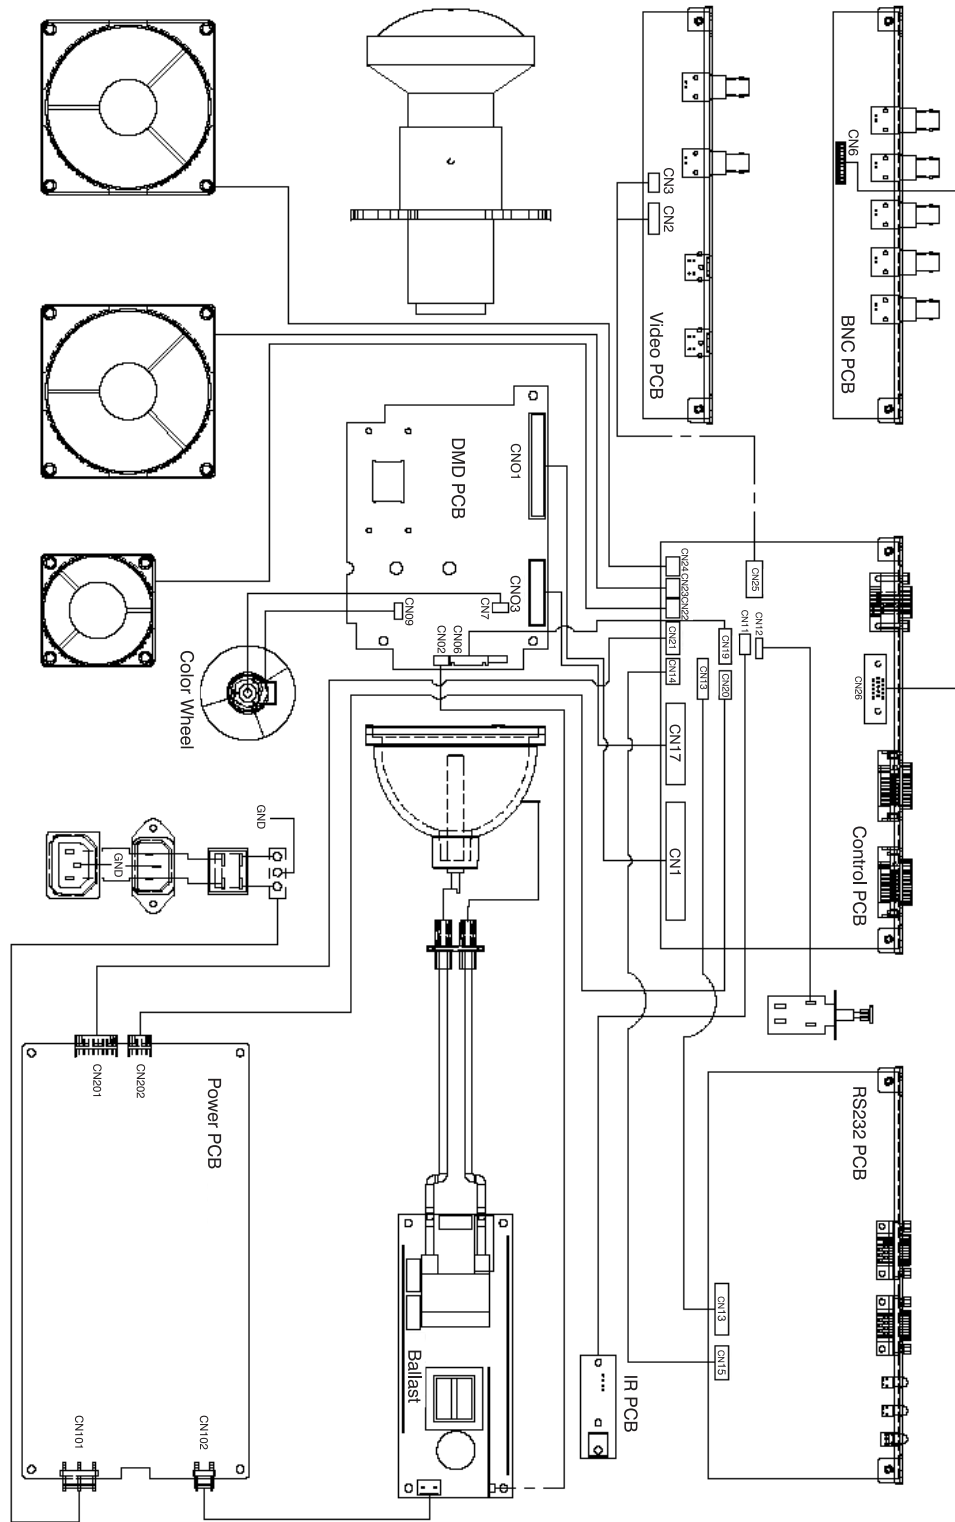 CN6
BNC PCB
CN3
CN2
Video PCB
CNO1
DMD PCB
CNO3
CN7
CN09
CN06
CN02
Color Wheel
CN24
CN23
CN22
CN21
CN14
CN25
CN12
CN11
CN19
CN20
CN13
CN26
CN17
CN1
Control PCB
GND
GND
CN201
CN202
Power PCB
CN101
CN102
Ballast
IR PCB
RS232 PCB
CN13
CN15